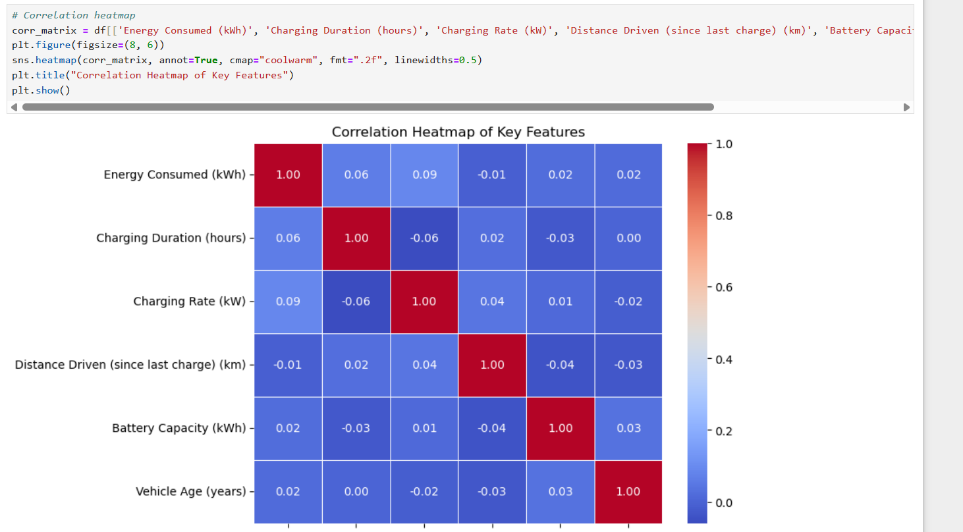 # Correlation heatmap
corr_matrix = df[['Energy Consumed (kWh)', 'Charging Duration (hours)', 'Charging Rate (kW)', 'Distance Driven (since last charge) (km)', 'Battery Capaci
plt.figure(figsize=(8, 6))
sns.heatmap(corr_matrix, annot=True, cmap="coolwarm", fmt=".2f", linewidths=0.5)
plt.title("Correlation Heatmap of Key Features")
plt.show()
Correlation Heatmap of Key Features
Energy Consumed (kWh) 1.00 0.06 0.09 -0.01 0.02 0.02
Charging Duration (hours) 0.06 1.00 -0.06 0.02 -0.03 0.00
Charging Rate (kW) 0.09 -0.06 1.00 0.04 0.01 -0.02
Distance Driven (since last charge) (km) -0.01 0.02 0.04 1.00 -0.04 -0.03
Battery Capacity (kWh) 0.02 -0.03 0.01 -0.04 1.00 0.03
Vehicle Age (years) 0.02 0.00 -0.02 -0.03 0.03 1.00
1.0
0.8
0.6
0.4
0.2
0.0